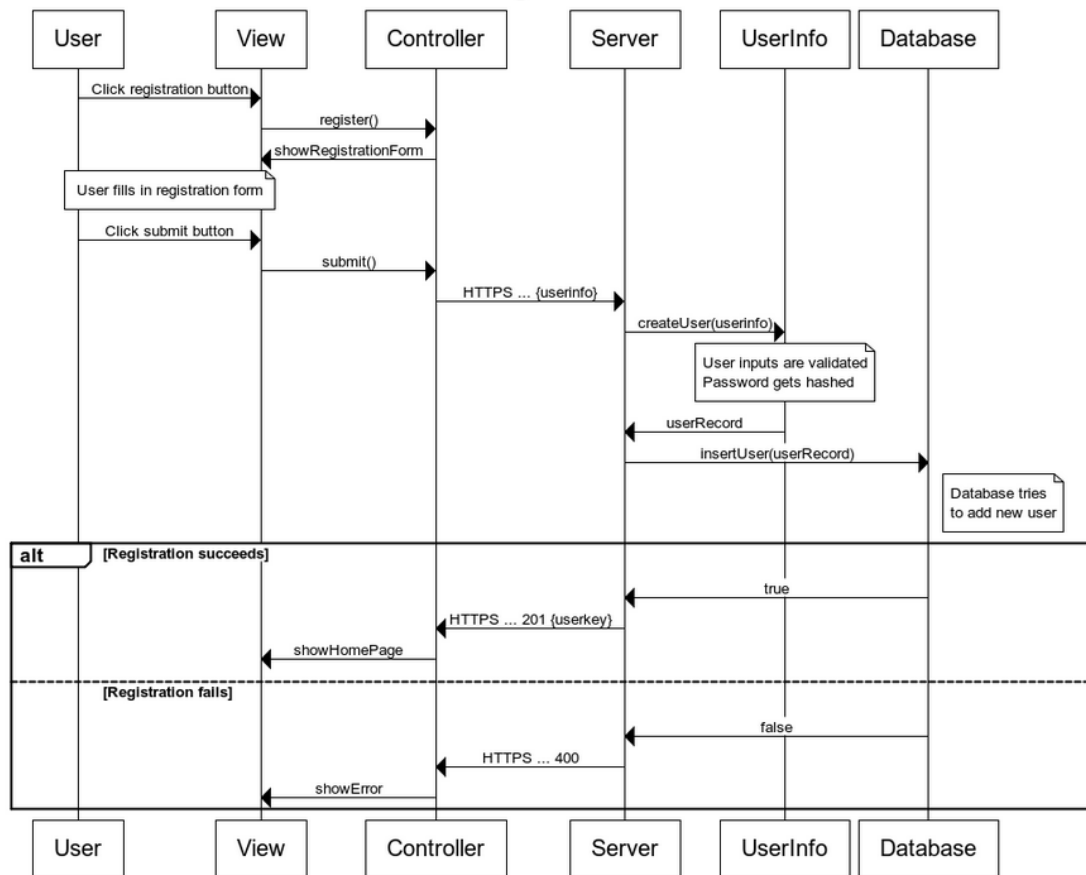 User View Controller Server UserInfo Database
Click registration button
register()
showRegistrationForm
User fills in registration form
Click submit button
submit()
HTTPS ... {userinfo}
createUser(userinfo)
User inputs are validated
Password gets hashed
userRecord
insertUser(userRecord)
Database tries
to add new user
alt [Registration succeeds]
true
HTTPS ... 201 {userkey}
showHomePage
[Registration fails]
false
HTTPS ... 400
showError
User View Controller Server UserInfo Database